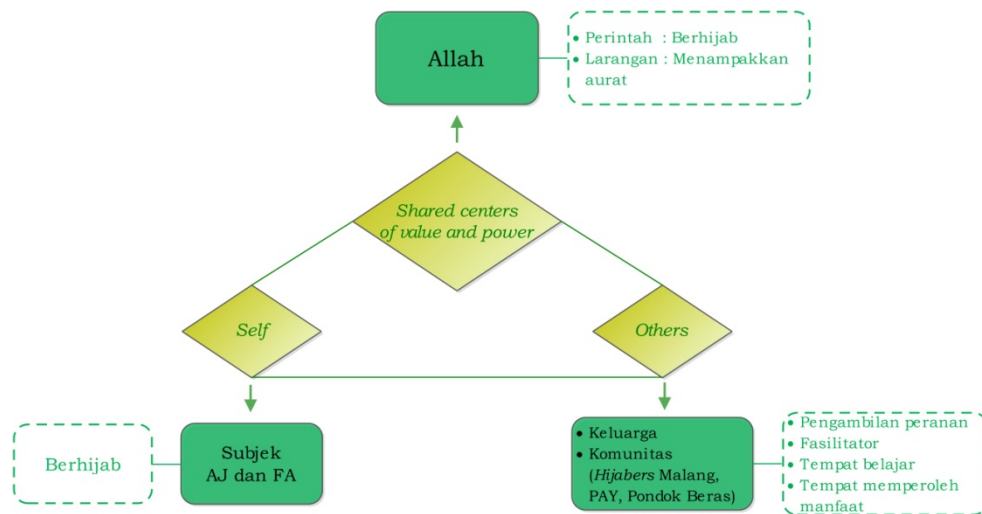 Allah
• Perintah : Berhijab
• Larangan : Menampakkan
aurat
Shared centers
of value and power
Self
Others
Berhijab
Subjek
AJ dan FA
• Keluarga
• Komunitas
(Hijabers Malang,
PAY, Pondok Beras)
• Pengambilan peranan
• Fasilitator
• Tempat belajar
• Tempat memperoleh
manfaat